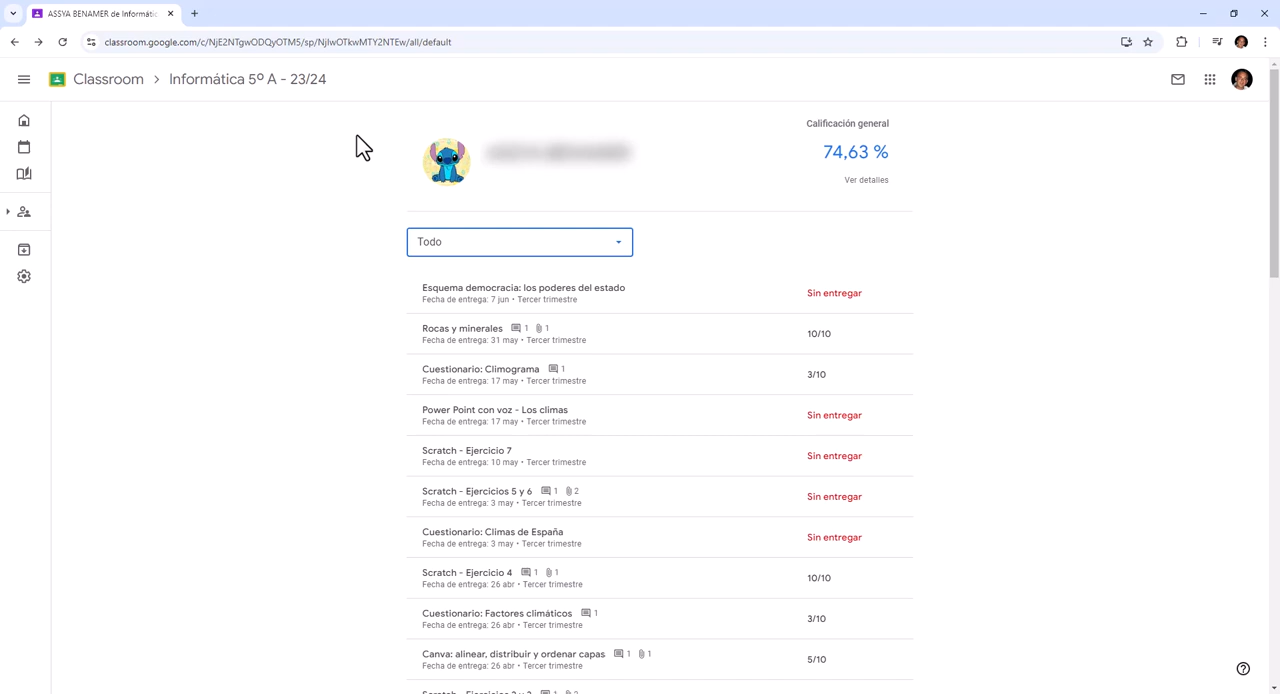 ASSYA BENAMER de Informátic
classroom.google.com/c/NjE2NTgwODQyOTM5/sp/NjIwOTkwMTY2NTEw/all/default
Classroom > Informática 5º A - 23/24
Calificación general
74,63 %
Ver detalles
Todo
Esquema democracia: los poderes del estado
Fecha de entrega: 7 jun • Tercer trimestre
Sin entregar
Rocas y minerales 1 1
Fecha de entrega: 31 may • Tercer trimestre
10/10
Cuestionario: Climograma 1
Fecha de entrega: 17 may • Tercer trimestre
3/10
Power Point con voz - Los climas
Fecha de entrega: 17 may • Tercer trimestre
Sin entregar
Scratch - Ejercicio 7
Fecha de entrega: 10 may • Tercer trimestre
Sin entregar
Scratch - Ejercicios 5 y 6 1 2
Fecha de entrega: 3 may • Tercer trimestre
Sin entregar
Cuestionario: Climas de España
Fecha de entrega: 3 may • Tercer trimestre
Sin entregar
Scratch - Ejercicio 4 1 1
Fecha de entrega: 26 abr • Tercer trimestre
10/10
Cuestionario: Factores climáticos 1
Fecha de entrega: 26 abr • Tercer trimestre
3/10
Canva: alinear, distribuir y ordenar capas 1 1
Fecha de entrega: 26 abr • Tercer trimestre
5/10